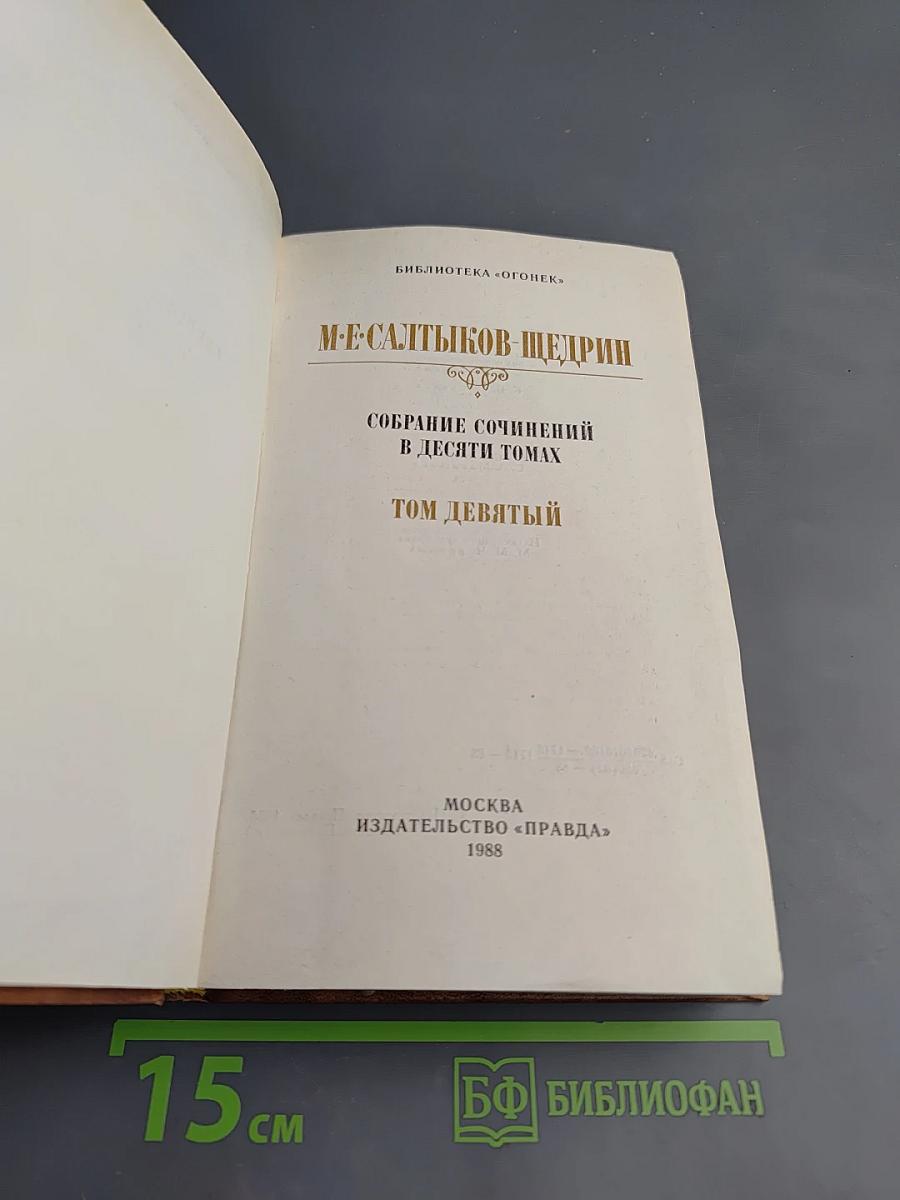 БИБЛИОТЕКА «ОГОНЕК»
М·Е·САЛТЫКОВ-ЩЕДРИН
СОБРАНИЕ СОЧИНЕНИЙ
В ДЕСЯТИ ТОМАХ
ТОМ ДЕВЯТЫЙ
МОСКВА
ИЗДАТЕЛЬСТВО «ПРАВДА»
1988
15 см
БФ БИБЛИОФАН